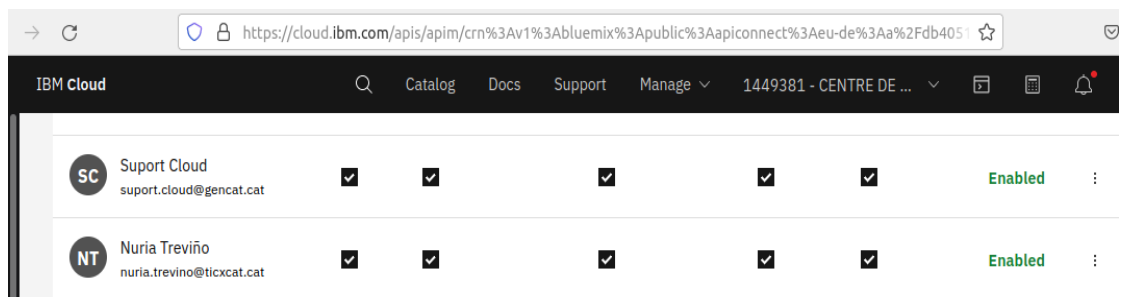 https://cloud.ibm.com/apis/apim/crn%3Av1%3Abluemix%3Apublic%3Aapiconnect%3Aeu-de%3Aa%2Fdb4051
IBM Cloud Catalog Docs Support Manage 1449381 - CENTRE DE ...
SC Suport Cloud Enabled
suport.cloud@gencat.cat
NT Nuria Treviño Enabled
nuria.trevino@ticxcat.cat